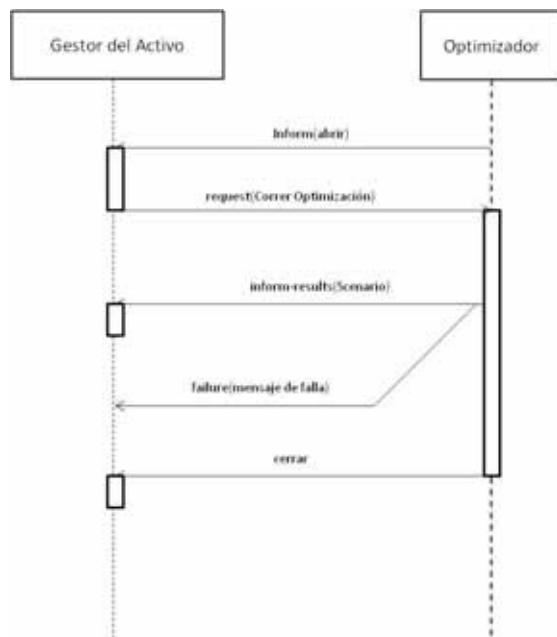 Gestor del Activo
Optimizador
Inform(abrir)
request(Correr Optimización)
inform-results(Scenario)
failure(mensaje de falla)
cerrar